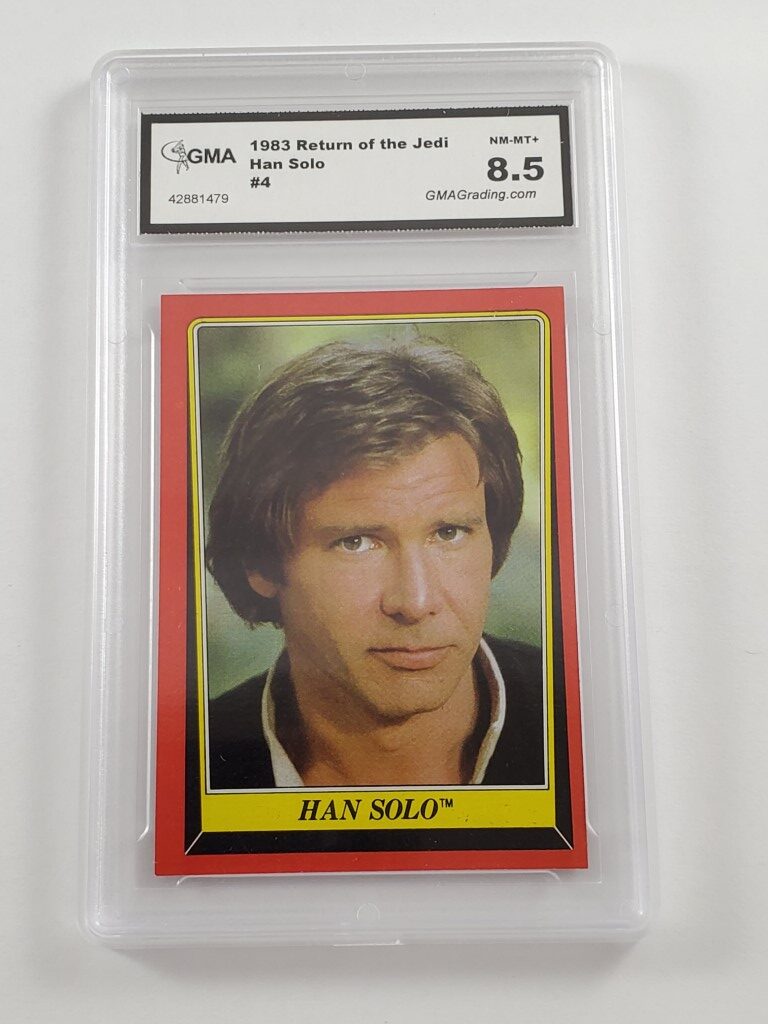 GMA
1983 Return of the Jedi
Han Solo
#4
42881479
NM-MT+
8.5
GMAGrading.com
HAN SOLO™